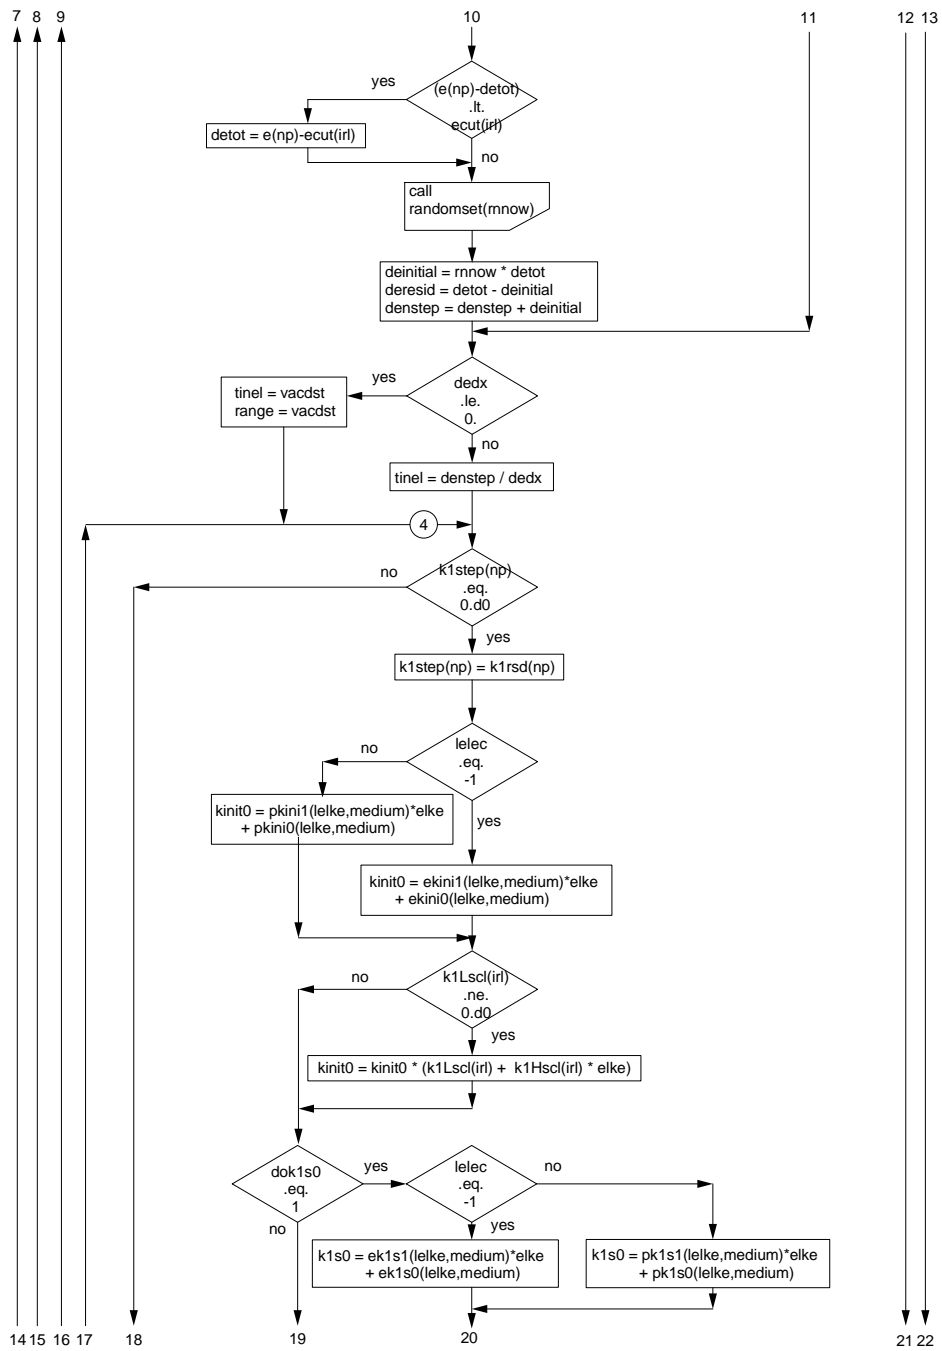 7 8 9 10 11 12 13
(e(np)-detot)
.lt.
ecut(irl)
yes
detot = e(np)-ecut(irl)
no
call
randomset(rnnow)
deinitial = rnnow * detot
deresid = detot - deinitial
denstep = denstep + deinitial
dedx
.le.
0.
yes
tinel = vacdst
range = vacdst
no
tinel = denstep / dedx
4
k1step(np)
.eq.
0.d0
no
yes
k1step(np) = k1rsd(np)
lelec
.eq.
-1
no
kinit0 = pkini1(lelke,medium)*elke
+ pkini0(lelke,medium)
yes
kinit0 = ekini1(lelke,medium)*elke
+ ekini0(lelke,medium)
k1Lscl(irl)
.ne.
0.d0
no
yes
kinit0 = kinit0 * (k1Lscl(irl) + k1Hscl(irl) * elke)
dok1s0
.eq.
1
yes
no
lelec
.eq.
-1
no
yes
k1s0 = ek1s1(lelke,medium)*elke
+ ek1s0(lelke,medium)
k1s0 = pk1s1(lelke,medium)*elke
+ pk1s0(lelke,medium)
14 15 16 17 18 19 20 21 22